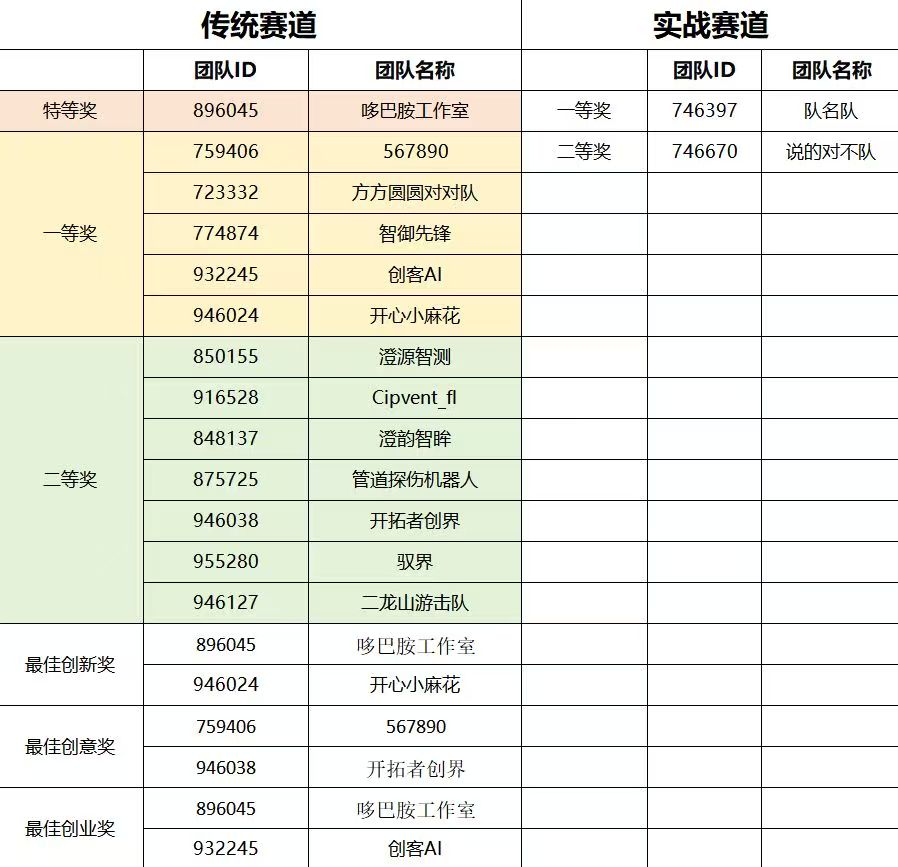 传统赛道 实战赛道
团队ID 团队名称 团队ID 团队名称
特等奖 896045 哆巴胺工作室 一等奖 746397 队名队
759406 567890 二等奖 746670 说的对不队
723332 方方圆圆对对队
一等奖 774874 智御先锋
932245 创客AI
946024 开心小麻花
850155 澄源智测
916528 Cipvent_fl
848137 澄韵智眸
二等奖 875725 管道探伤机器人
946038 开拓者创界
955280 驭界
946127 二龙山游击队
最佳创新奖 896045 哆巴胺工作室
946024 开心小麻花
最佳创意奖 759406 567890
946038 开拓者创界
最佳创业奖 896045 哆巴胺工作室
932245 创客AI